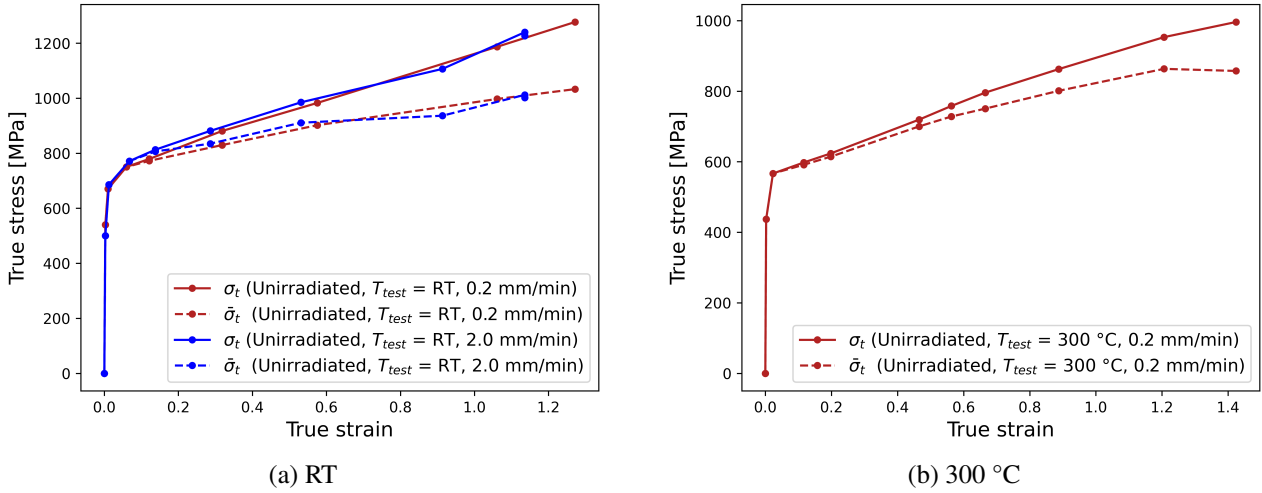 True stress [MPa]
1200
1000
800
600
400
200
0
0.0 0.2 0.4 0.6 0.8 1.0 1.2
True strain
σt (Unirradiated, Ttest = RT, 0.2 mm/min)
σ̄t (Unirradiated, Ttest = RT, 0.2 mm/min)
σt (Unirradiated, Ttest = RT, 2.0 mm/min)
σ̄t (Unirradiated, Ttest = RT, 2.0 mm/min)
(a) RT
True stress [MPa]
1000
800
600
400
200
0
0.0 0.2 0.4 0.6 0.8 1.0 1.2 1.4
True strain
σt (Unirradiated, Ttest = 300 °C, 0.2 mm/min)
σ̄t (Unirradiated, Ttest = 300 °C, 0.2 mm/min)
(b) 300 °C